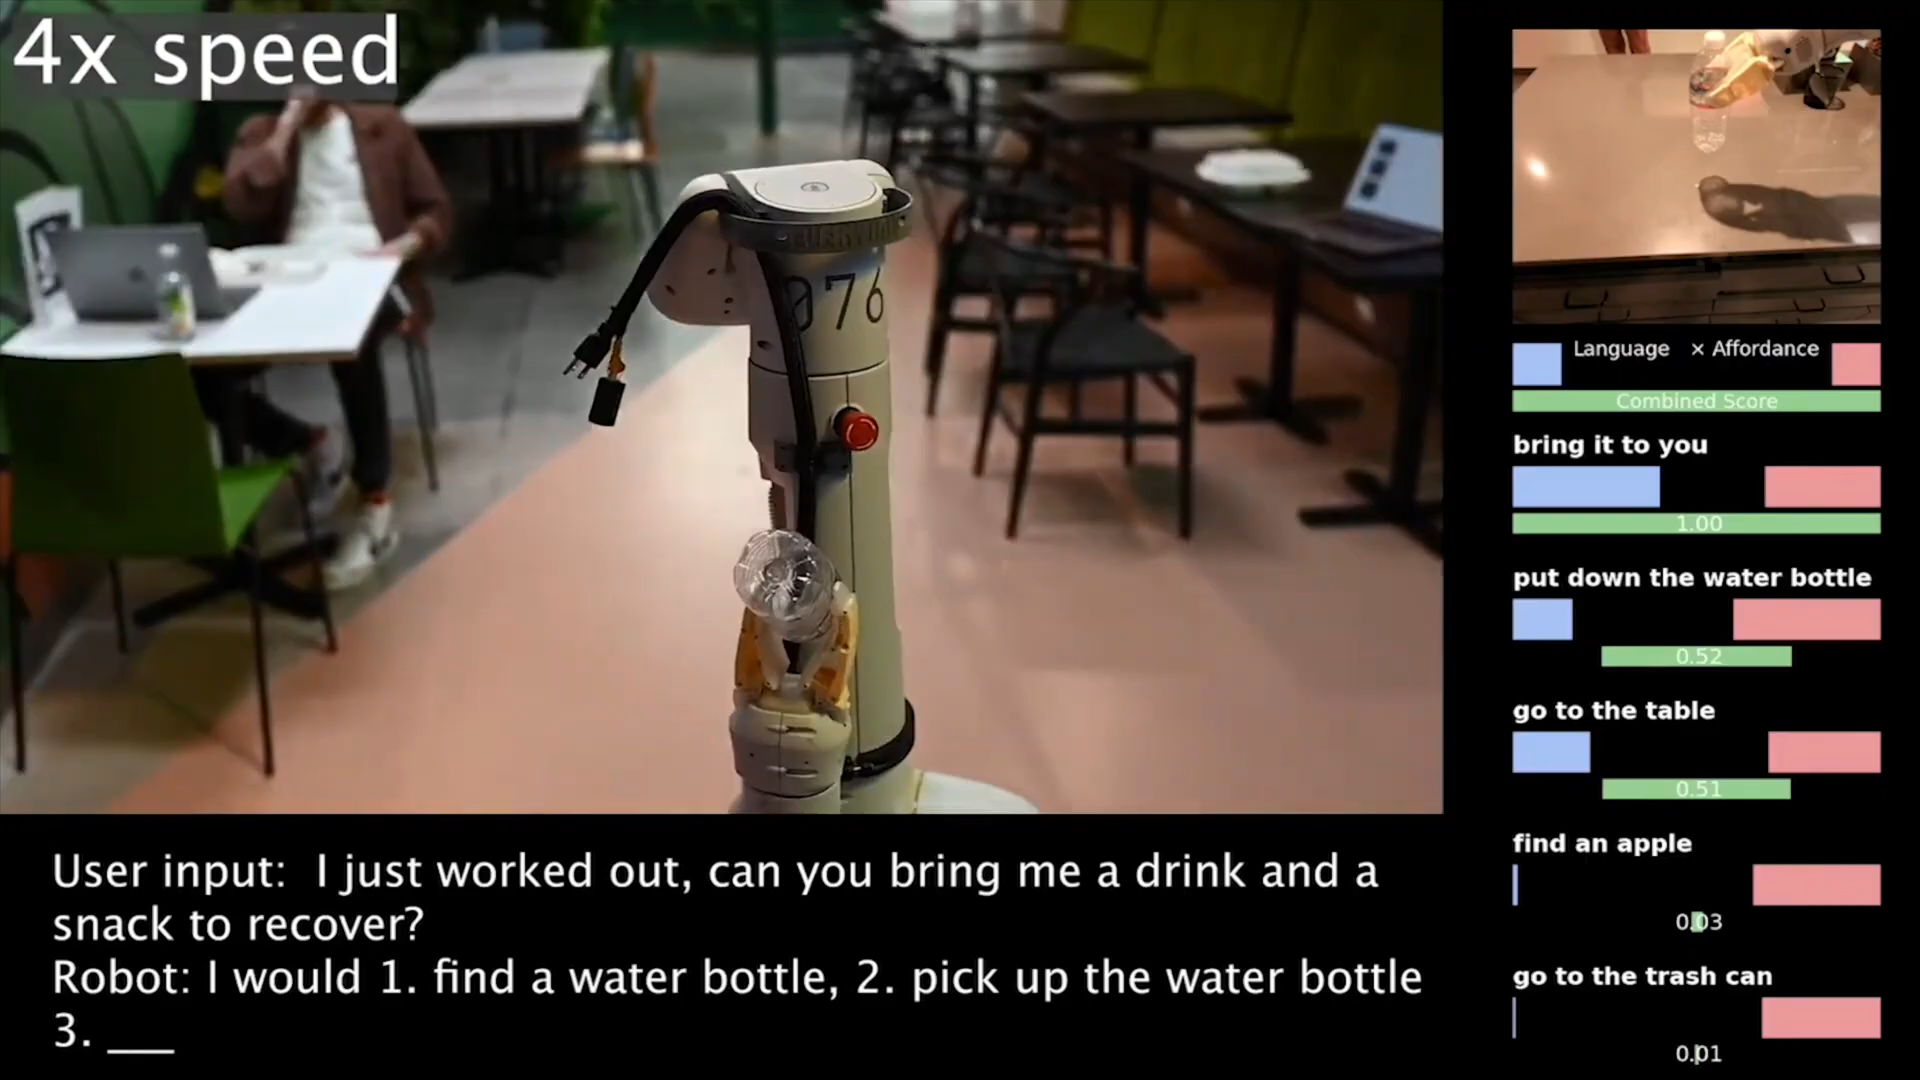 4x speed
076
User input:  I just worked out, can you bring me a drink and a
snack to recover?
Robot: I would 1. find a water bottle, 2. pick up the water bottle
3. ___
Language × Affordance
Combined Score
bring it to you
1.00
put down the water bottle
0.52
go to the table
0.51
find an apple
0.03
go to the trash can
0.01